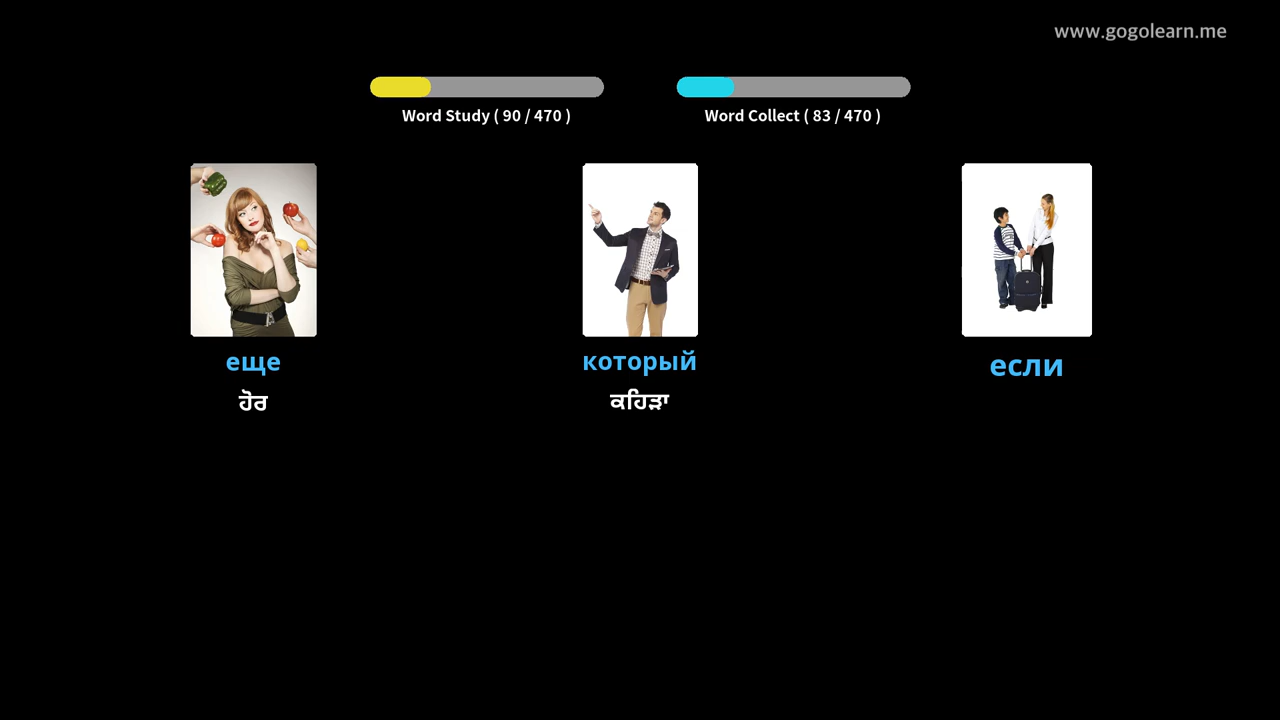 www.gogolearn.me
Word Study ( 90 / 470 )
Word Collect ( 83 / 470 )
еще
который
если
ਹੋਰ
ਕਹਿੜਾ